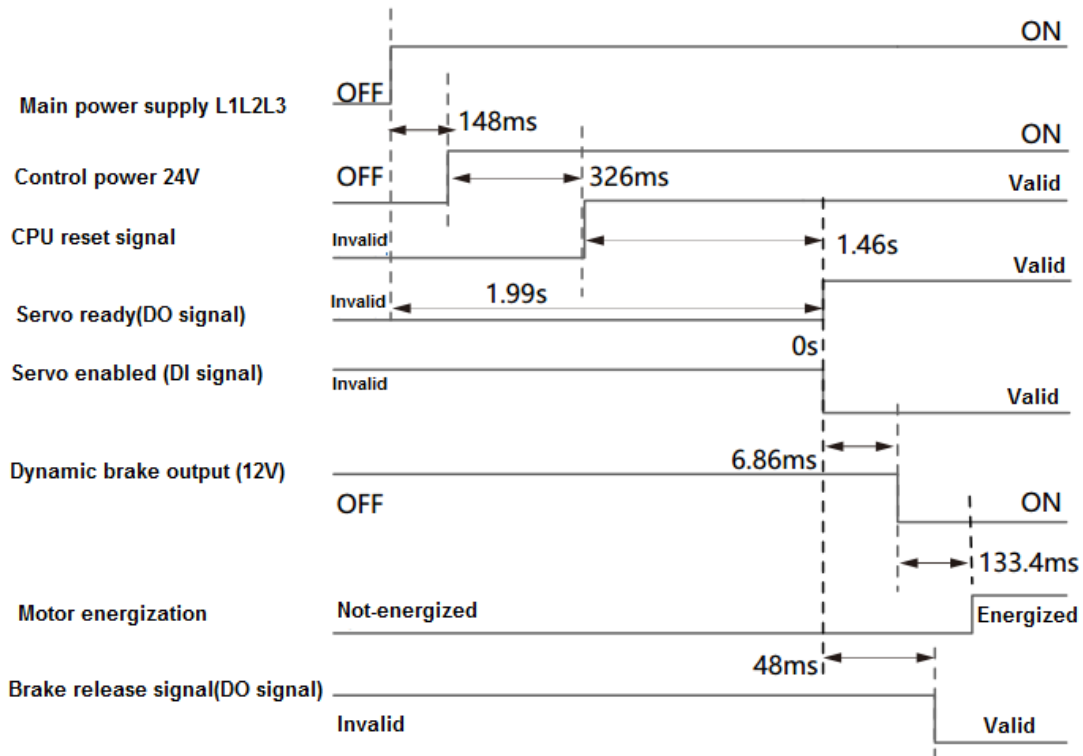 ON
OFF
Main power supply L1L2L3
148ms
ON
Control power 24V
OFF
326ms
Valid
CPU reset signal
Invalid
1.46s
Valid
Invalid
1.99s
Servo ready(DO signal)
0s
Servo enabled (DI signal)
Invalid
Valid
6.86ms
Dynamic brake output (12V)
OFF
ON
133.4ms
Motor energization
Not-energized
Energized
48ms
Brake release signal(DO signal)
Invalid
Valid